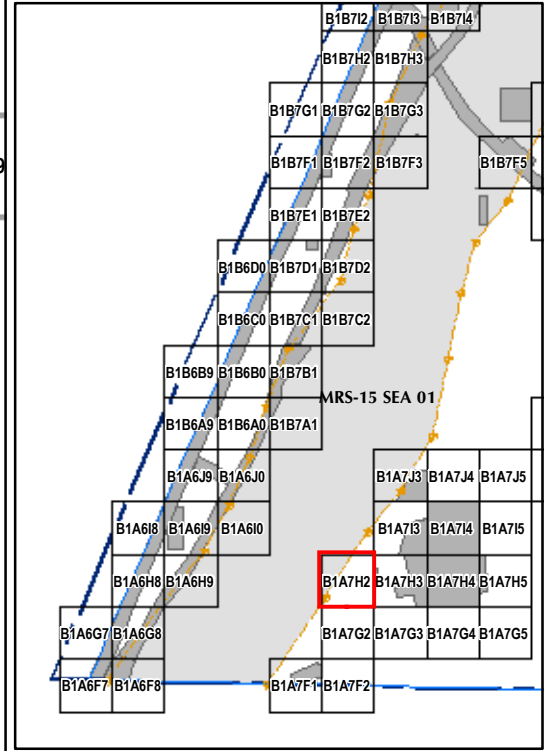 B1B7I2 B1B7I3 B1B7I4
B1B7H2 B1B7H3
B1B7G1 B1B7G2 B1B7G3
B1B7F1 B1B7F2 B1B7F3 B1B7F5
B1B7E1 B1B7E2
B1B6D0 B1B7D1 B1B7D2
B1B6C0 B1B7C1 B1B7C2
B1B6B9 B1B6B0 B1B7B1
MRS-15 SEA 01
B1B6A9 B1B6A0 B1B7A1
B1A6J9 B1A6J0 B1A7J3 B1A7J4 B1A7J5
B1A6I8 B1A6I9 B1A6I0 B1A7I3 B1A7I4 B1A7I5
B1A6H8 B1A6H9 B1A7H2 B1A7H3 B1A7H4 B1A7H5
B1A6G7 B1A6G8 B1A7G2 B1A7G3 B1A7G4 B1A7G5
B1A6F7 B1A6F8 B1A7F1 B1A7F2